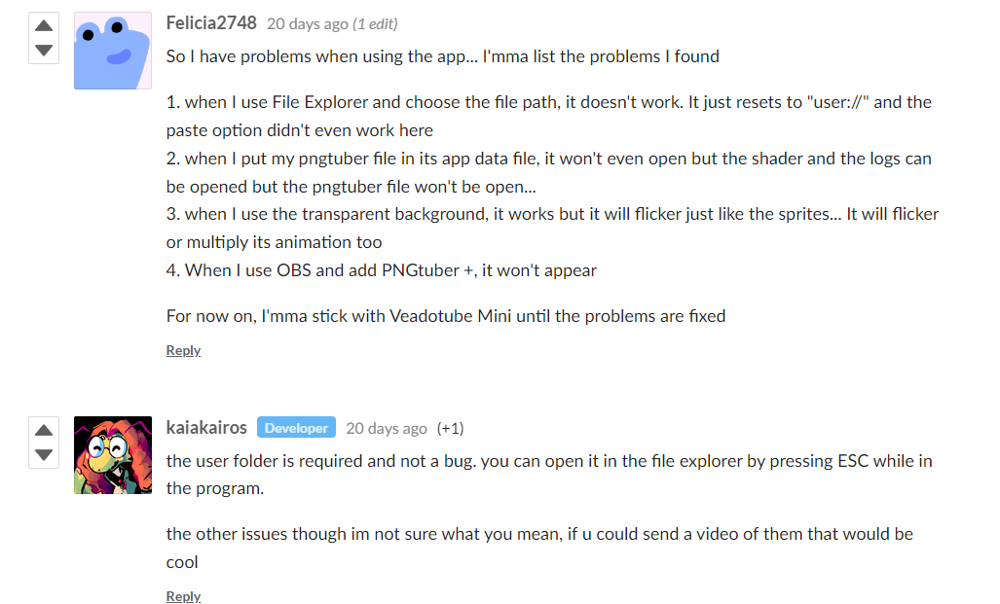 Felicia2748 20 days ago (1 edit)
So I have problems when using the app... I'mma list the problems I found
1. when I use File Explorer and choose the file path, it doesn't work. It just resets to "user://" and the
paste option didn't even work here
2. when I put my pngtuber file in its app data file, it won't even open but the shader and the logs can
be opened but the pngtuber file won't be open...
3. when I use the transparent background, it works but it will flicker just like the sprites... It will flicker
or multiply its animation too
4. When I use OBS and add PNGtuber +, it won't appear
For now on, I'mma stick with Veadotube Mini until the problems are fixed
Reply
kaiakairos Developer 20 days ago (+1)
the user folder is required and not a bug. you can open it in the file explorer by pressing ESC while in
the program.
the other issues though im not sure what you mean, if u could send a video of them that would be
cool
Reply